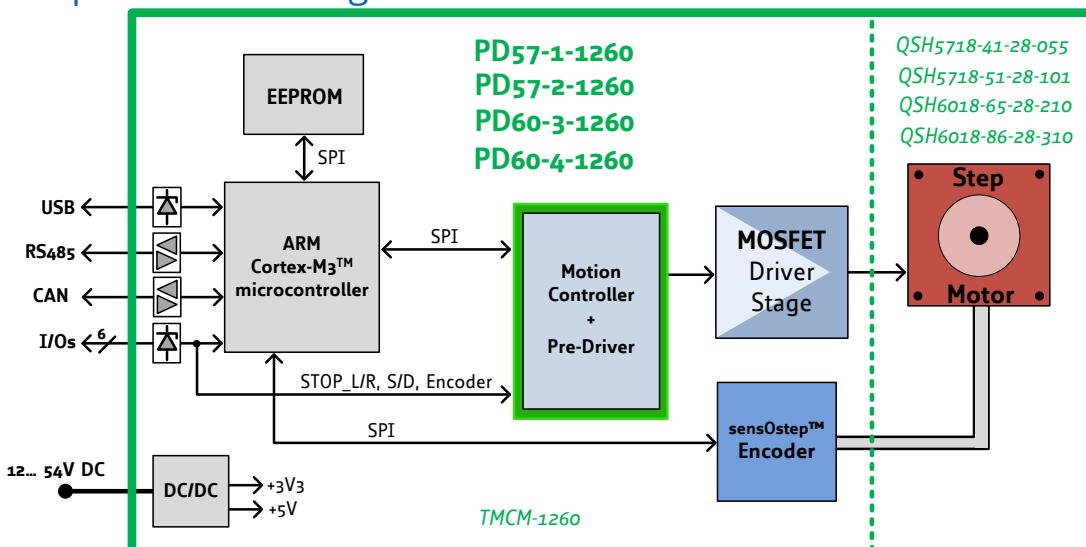 PD57-1-1260
PD57-2-1260
PD60-3-1260
PD60-4-1260
QSH5718-41-28-055
QSH5718-51-28-101
QSH6018-65-28-210
QSH6018-86-28-310
EEPROM
SPI
USB
RS485
CAN
I/Os
6
ARM
Cortex-M3™
microcontroller
SPI
Motion
Controller
+
Pre-Driver
MOSFET
Driver
Stage
Step
Motor
STOP_L/R, S/D, Encoder
SPI
sensOstep™
Encoder
12... 54V DC
DC/DC
+3V3
+5V
TMCM-1260